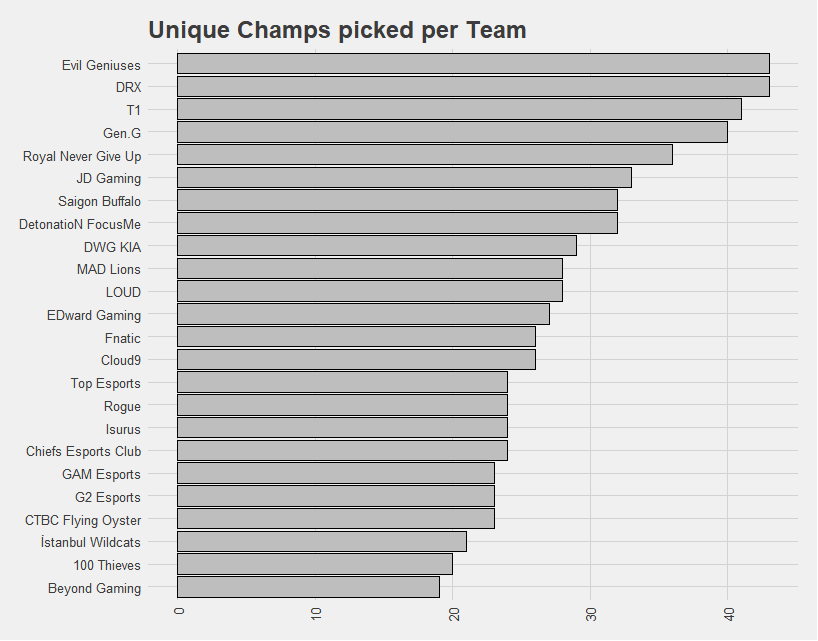 Unique Champs picked per Team
Evil Geniuses
DRX
T1
Gen.G
Royal Never Give Up
JD Gaming
Saigon Buffalo
DetonatioN FocusMe
DWG KIA
MAD Lions
LOUD
EDward Gaming
Fnatic
Cloud9
Top Esports
Rogue
Isurus
Chiefs Esports Club
GAM Esports
G2 Esports
CTBC Flying Oyster
İstanbul Wildcats
100 Thieves
Beyond Gaming
0 10 20 30 40